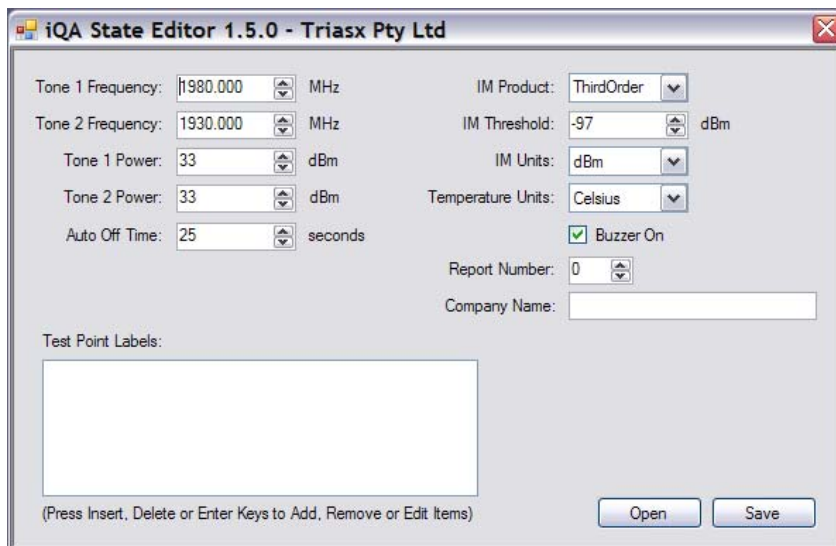 iQA State Editor 1.5.0 - Triasx Pty Ltd
Tone 1 Frequency: 1980.000 MHz
Tone 2 Frequency: 1930.000 MHz
Tone 1 Power: 33 dBm
Tone 2 Power: 33 dBm
Auto Off Time: 25 seconds
IM Product: ThirdOrder
IM Threshold: -97 dBm
IM Units: dBm
Temperature Units: Celsius
Buzzer On
Report Number: 0
Company Name:
Test Point Labels:
(Press Insert, Delete or Enter Keys to Add, Remove or Edit Items)
Open
Save